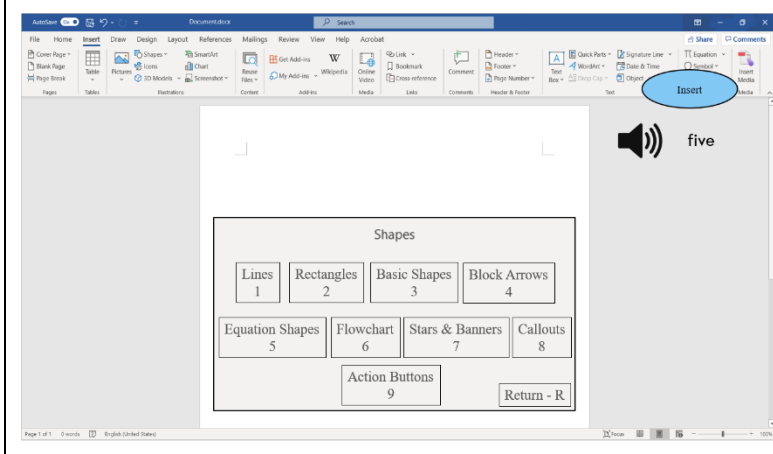 AutoSave On Document.docx Search
File Home Insert Draw Design Layout References Mailings Review View Help Acrobat Share Comments
Cover Page Blank Page Page Break
Pages
Table
Tables
Pictures Shapes Icons 3D Models SmartArt Chart Screenshot
Illustrations
Reuse Files
Content
Get Add-ins My Add-ins Wikipedia
Add-ins
Online Video
Media
Link Bookmark Cross-reference
Links
Comment
Comments
Header Footer Page Number
Header & Footer
Text Box Quick Parts WordArt Drop Cap Signature Line Date & Time Object
Text
Equation Symbol
Insert Media
Media
Insert
five
Shapes
Lines
1
Rectangles
2
Basic Shapes
3
Block Arrows
4
Equation Shapes
5
Flowchart
6
Stars & Banners
7
Callouts
8
Action Buttons
9
Return - R
Page 1 of 1 0 words English (United States) Focus 100%